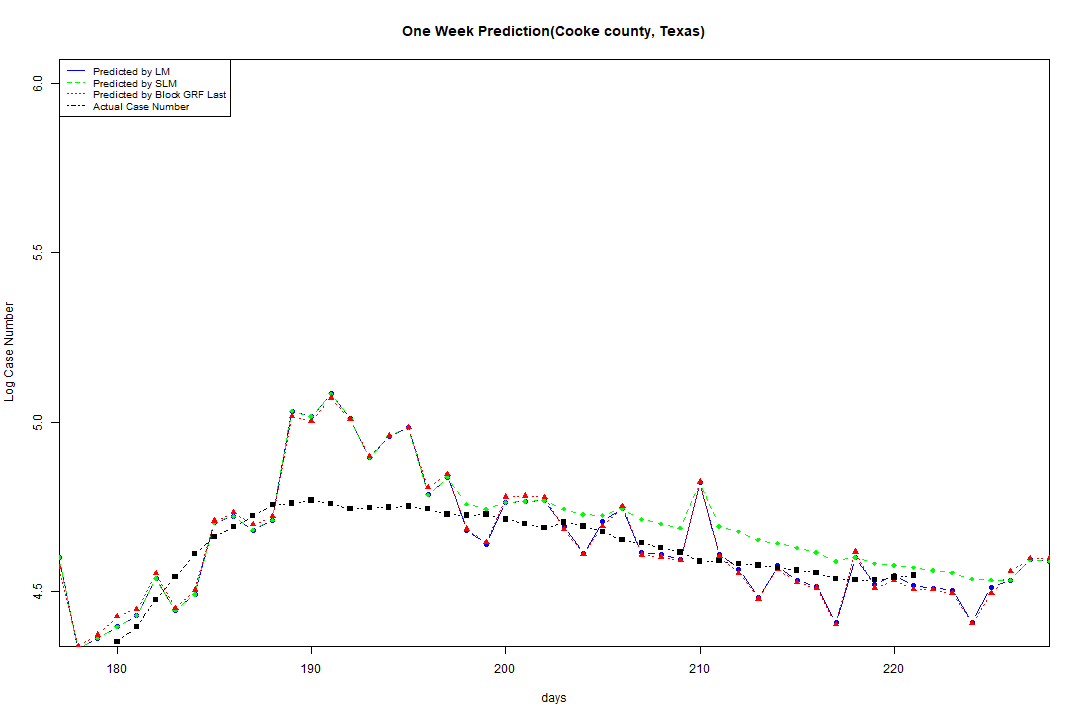 One Week Prediction(Cooke county, Texas)
Predicted by LM
Predicted by SLM
Predicted by Block GRF Last
Actual Case Number
6.0
5.5
5.0
4.5
Log Case Number
180 190 200 210 220
days